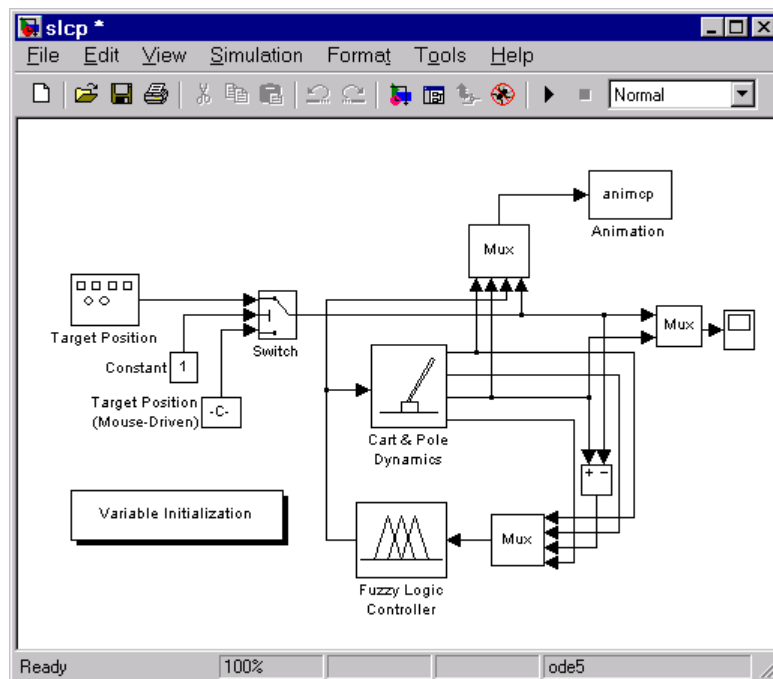 slcp *
File Edit View Simulation Format Tools Help
Normal
animcp
Animation
Mux
Target Position
Switch
Mux
Constant
1
Target Position
(Mouse-Driven)
-C-
Cart & Pole
Dynamics
+ -
Variable Initialization
Mux
Fuzzy Logic
Controller
Ready 100% ode5